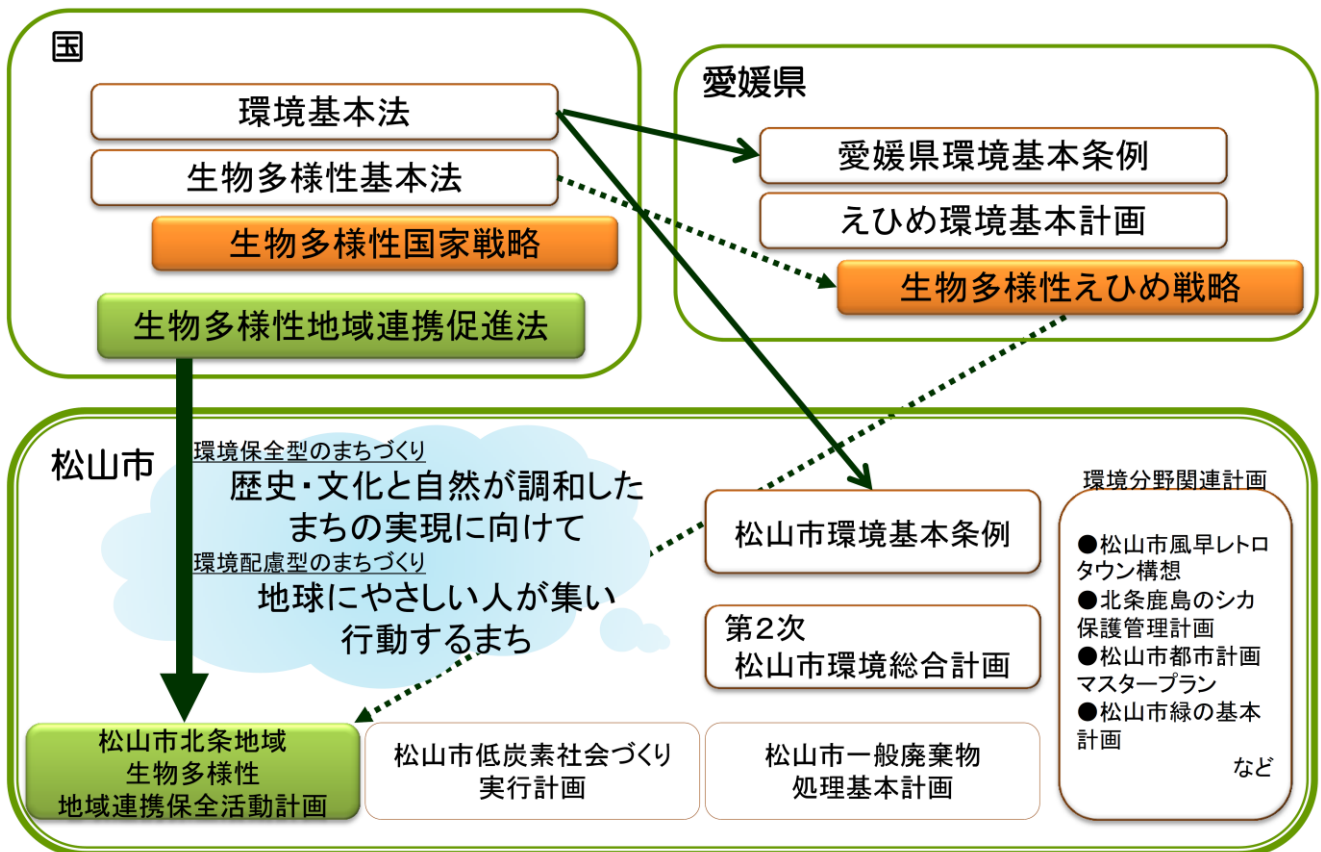 国
環境基本法
生物多様性基本法
生物多様性国家戦略
生物多様性地域連携促進法
愛媛県
愛媛県環境基本条例
えひめ環境基本計画
生物多様性えひめ戦略
松山市
環境保全型のまちづくり
歴史・文化と自然が調和した
まちの実現に向けて
環境配慮型のまちづくり
地球にやさしい人が集い
行動するまち
松山市環境基本条例
第2次
松山市環境総合計画
環境分野関連計画
●松山市風早レトロ
タウン構想
●北条鹿島のシカ
保護管理計画
●松山市都市計画
マスタープラン
●松山市緑の基本
計画
など
松山市北条地域
生物多様性
地域連携保全活動計画
松山市低炭素社会づくり
実行計画
松山市一般廃棄物
処理基本計画